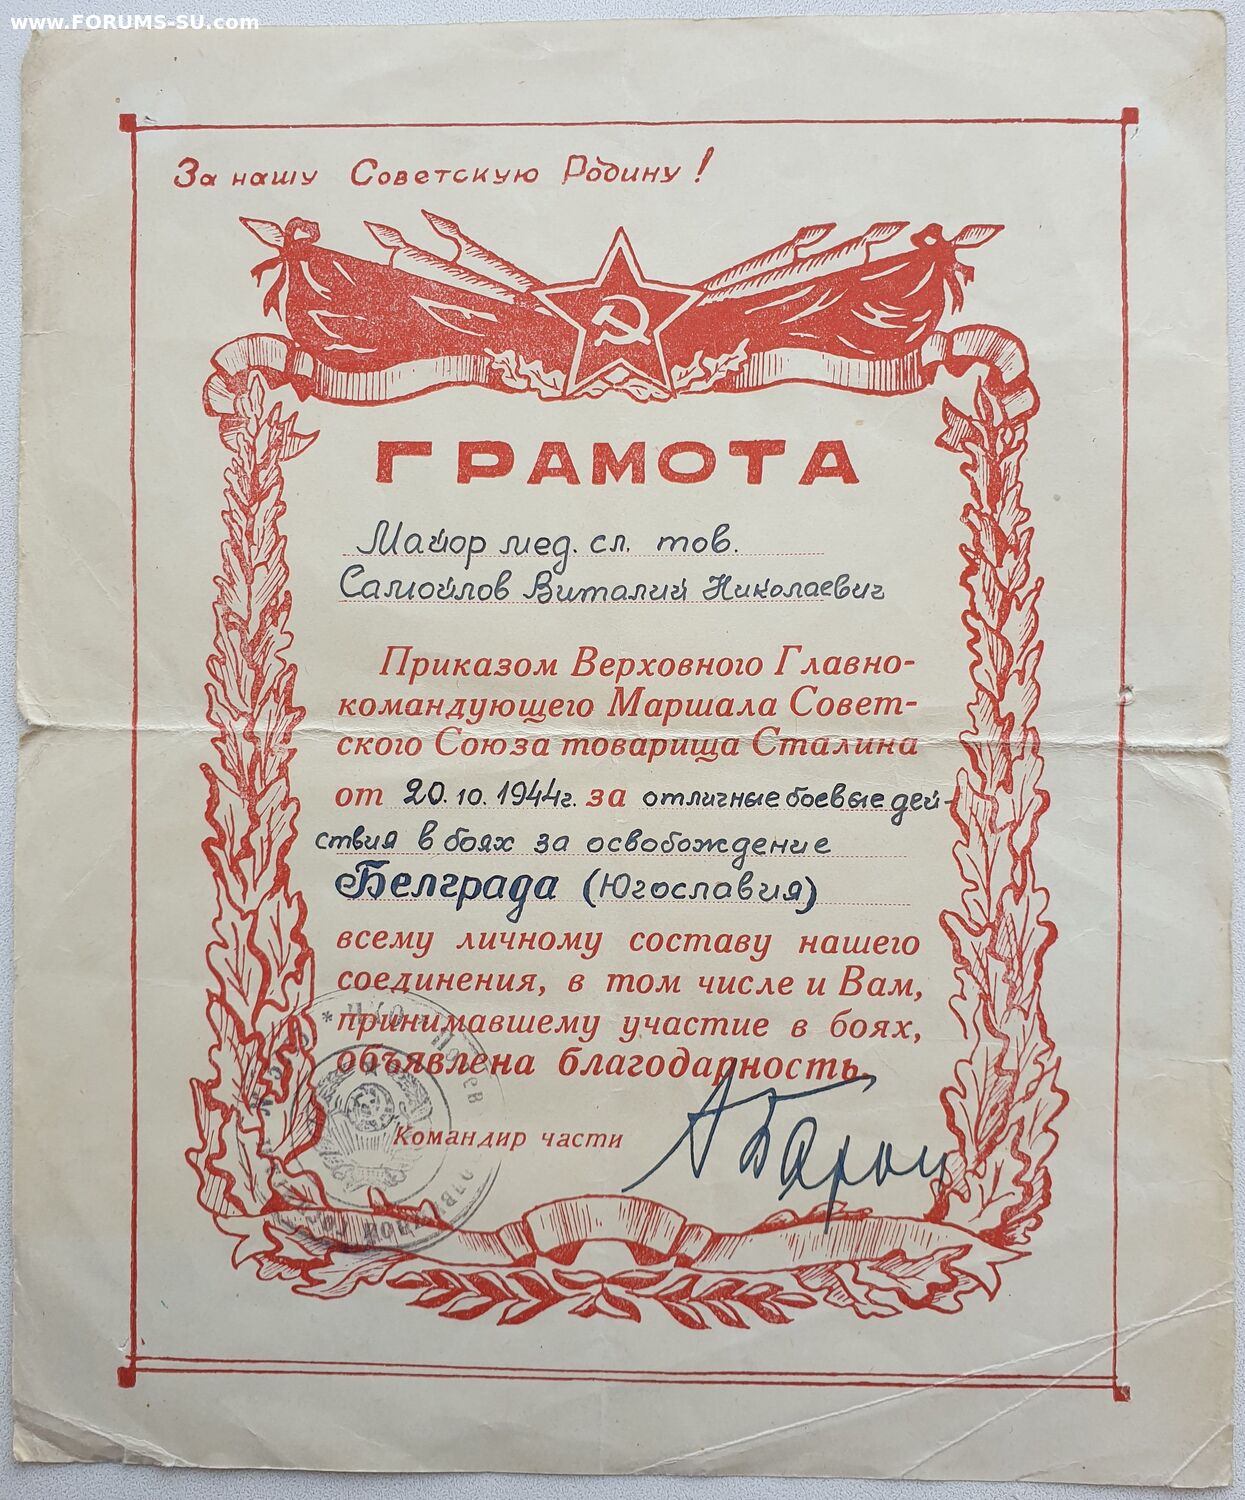 www.FORUMS-SU.com
За нашу Советскую Родину!
ГРАМОТА
Майор мед. сл. тов.
Самойлов Виталий Николаевич
Приказом Верховного Главно-
командующего Маршала Совет-
ского Союза товарища Сталина
от 20.10.1944г. за отличные боевые дей-
ствия в боях за освобождение
Белграда (Югославия)
всему личному составу нашего
соединения, в том числе и Вам,
принимавшему участие в боях,
объявлена благодарность.
Командир части